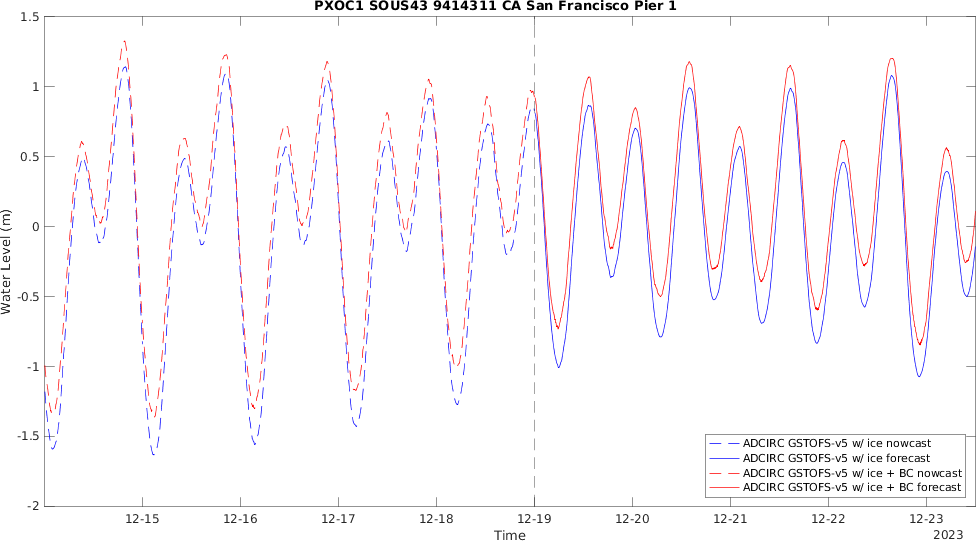 PXOC1 SOUS43 9414311 CA San Francisco Pier 1
1.5
1
0.5
0
-0.5
-1
-1.5
-2
Water Level (m)
12-15
12-16
12-17
12-18
12-19
12-20
12-21
12-22
12-23
Time
2023
ADCIRC GSTOFS-v5 w/ ice nowcast
ADCIRC GSTOFS-v5 w/ ice forecast
ADCIRC GSTOFS-v5 w/ ice + BC nowcast
ADCIRC GSTOFS-v5 w/ ice + BC forecast